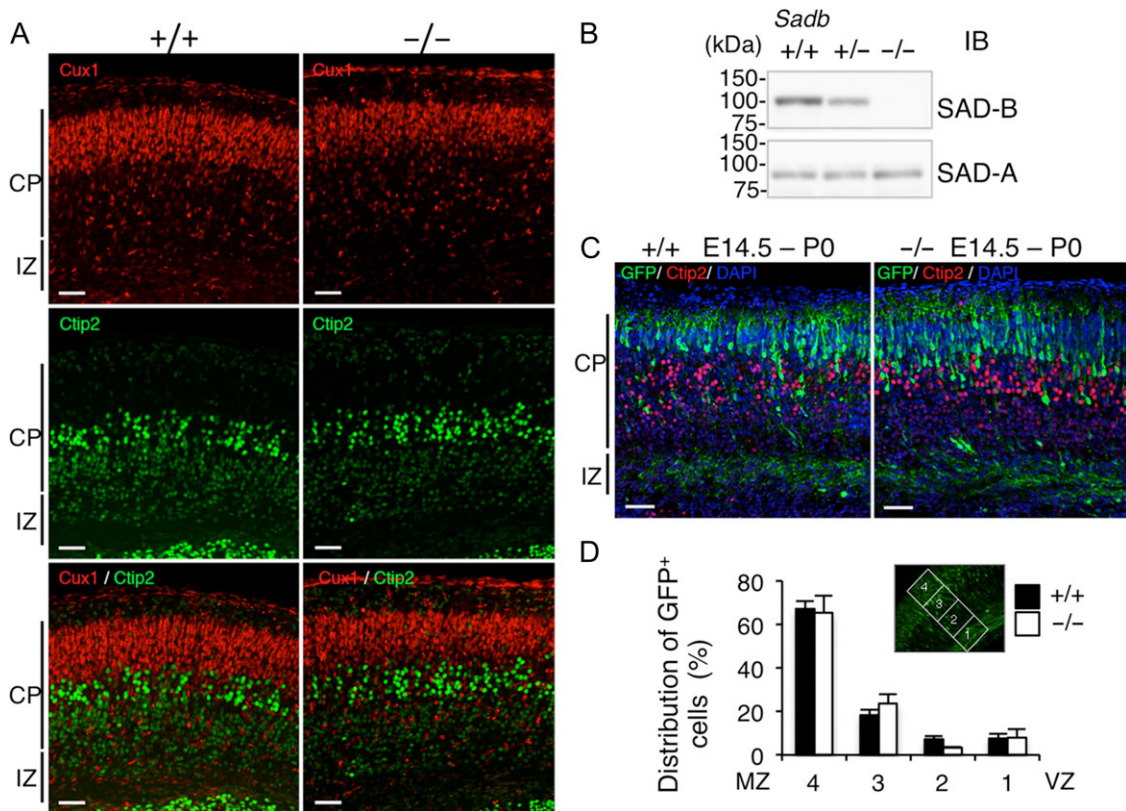 A
+/+
−/−
Cux1
Cux1
CP
IZ
Ctip2
Ctip2
CP
IZ
Cux1 / Ctip2
Cux1 / Ctip2
CP
IZ
B
Sadb
(kDa) +/+ +/− −/− IB
150-
100-
75-
SAD-B
150-
100-
75-
SAD-A
C
+/+ E14.5 – P0
−/− E14.5 – P0
GFP/ Ctip2/ DAPI
GFP/ Ctip2 / DAPI
CP
IZ
D
Distribution of GFP+
cells (%)
80
60
40
20
0
4
3
2
1
+/+
−/−
MZ 4 3 2 1 VZ